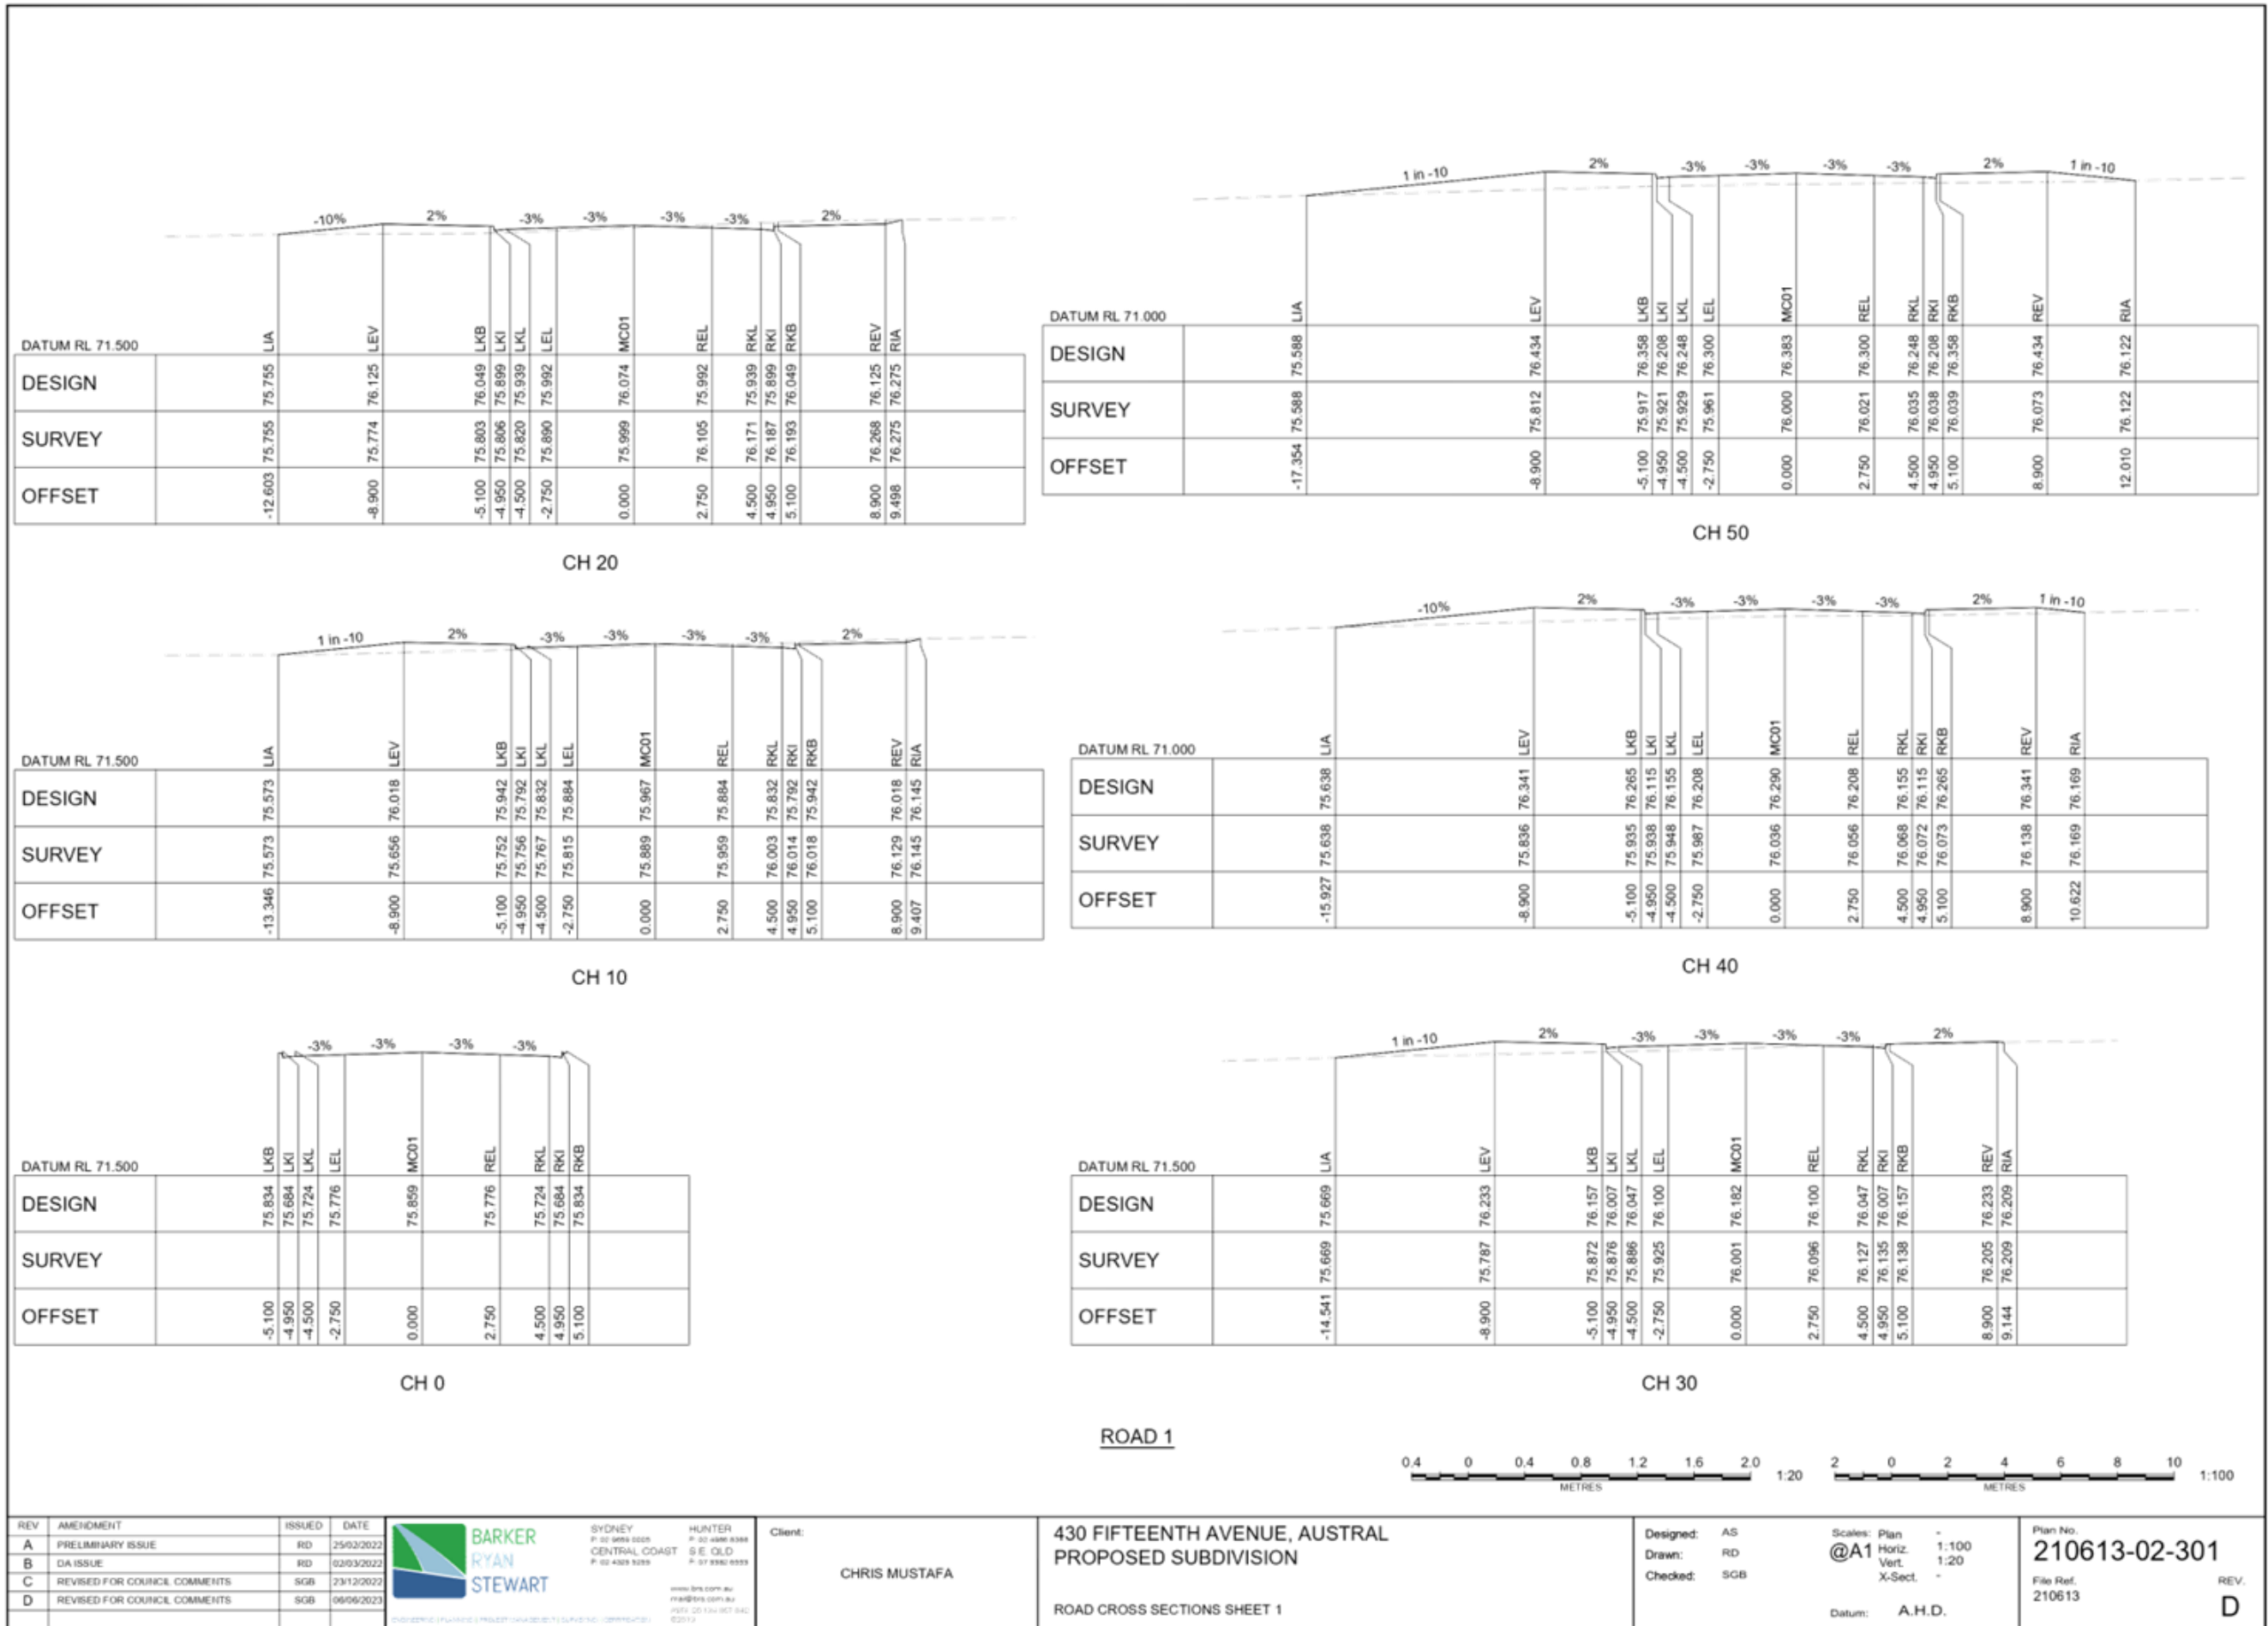 -10% 2% -3% -3% -3% -3% 2%
DATUM RL 71.500 LIA LEV LKB LKI LKL LEL MC01 REL RKL RKI RKB REV RIA
DESIGN 75.755 76.125 76.049 75.899 75.939 75.992 76.074 75.992 75.939 75.899 76.049 76.125 76.275
SURVEY 75.755 75.774 75.803 75.806 75.820 75.890 75.999 76.105 76.171 76.187 76.193 76.268 76.275
OFFSET -12.603 -8.900 -5.100 -4.950 -4.500 -2.750 0.000 2.750 4.500 4.950 5.100 8.900 9.498
CH 20
1 in -10 2% -3% -3% -3% -3% 2% 1 in -10
DATUM RL 71.000 LIA LEV LKB LKI LKL LEL MC01 REL RKL RKI RKB REV RIA
DESIGN 75.588 76.434 76.358 76.208 76.248 76.300 76.383 76.300 76.248 76.208 76.358 76.434 76.122
SURVEY 75.588 75.812 75.917 75.921 75.929 75.961 76.000 76.021 76.035 76.038 76.039 76.073 76.122
OFFSET -17.354 -8.900 -5.100 -4.950 -4.500 -2.750 0.000 2.750 4.500 4.950 5.100 8.900 12.010
CH 50
1 in -10 2% -3% -3% -3% -3% 2%
DATUM RL 71.500 LIA LEV LKB LKI LKL LEL MC01 REL RKL RKI RKB REV RIA
DESIGN 75.573 76.018 75.942 75.792 75.832 75.884 75.967 75.884 75.832 75.792 75.942 76.018 76.145
SURVEY 75.573 75.656 75.752 75.756 75.767 75.815 75.889 75.959 76.003 76.014 76.018 76.129 76.145
OFFSET -13.346 -8.900 -5.100 -4.950 -4.500 -2.750 0.000 2.750 4.500 4.950 5.100 8.900 9.407
CH 10
-10% 2% -3% -3% -3% -3% 2% 1 in -10
DATUM RL 71.000 LIA LEV LKB LKI LKL LEL MC01 REL RKL RKI RKB REV RIA
DESIGN 75.638 76.341 76.265 76.115 76.155 76.208 76.290 76.208 76.155 76.115 76.265 76.341 76.169
SURVEY 75.638 75.836 75.935 75.938 75.948 75.987 76.036 76.056 76.068 76.072 76.073 76.138 76.169
OFFSET -15.927 -8.900 -5.100 -4.950 -4.500 -2.750 0.000 2.750 4.500 4.950 5.100 8.900 10.622
CH 40
-3% -3% -3% -3%
DATUM RL 71.500 LKB LKI LKL LEL MC01 REL RKL RKI RKB
DESIGN 75.834 75.684 75.724 75.776 75.859 75.776 75.724 75.684 75.834
SURVEY
OFFSET -5.100 -4.950 -4.500 -2.750 0.000 2.750 4.500 4.950 5.100
CH 0
1 in -10 2% -3% -3% -3% -3% 2%
DATUM RL 71.500 LIA LEV LKB LKI LKL LEL MC01 REL RKL RKI RKB REV RIA
DESIGN 75.669 76.233 76.157 76.007 76.047 76.100 76.182 76.100 76.047 76.007 76.157 76.233 76.209
SURVEY 75.669 75.787 75.872 75.876 75.886 75.925 76.001 76.096 76.127 76.135 76.138 76.205 76.209
OFFSET -14.541 -8.900 -5.100 -4.950 -4.500 -2.750 0.000 2.750 4.500 4.950 5.100 8.900 9.144
CH 30
ROAD 1
0.4 0 0.4 0.8 1.2 1.6 2.0 1:20
METRES
2 0 2 4 6 8 10 1:100
METRES
REV AMENDMENT ISSUED DATE
A PRELIMINARY ISSUE RD 25/02/2022
B DA ISSUE RD 02/03/2022
C REVISED FOR COUNCIL COMMENTS SGB 23/12/2022
D REVISED FOR COUNCIL COMMENTS SGB 06/06/2023
BARKER
RYAN
STEWART
SYDNEY HUNTER
CENTRAL COAST S.E. QLD
www.brs.com.au
mail@brs.com.au
Client:
CHRIS MUSTAFA
430 FIFTEENTH AVENUE, AUSTRAL
PROPOSED SUBDIVISION
ROAD CROSS SECTIONS SHEET 1
Designed: AS
Drawn: RD
Checked: SGB
Scales: Plan -
@A1 Horiz. 1:100
Vert. 1:20
X-Sect. -
Datum: A.H.D.
Plan No.
210613-02-301
File Ref.
210613
REV.
D